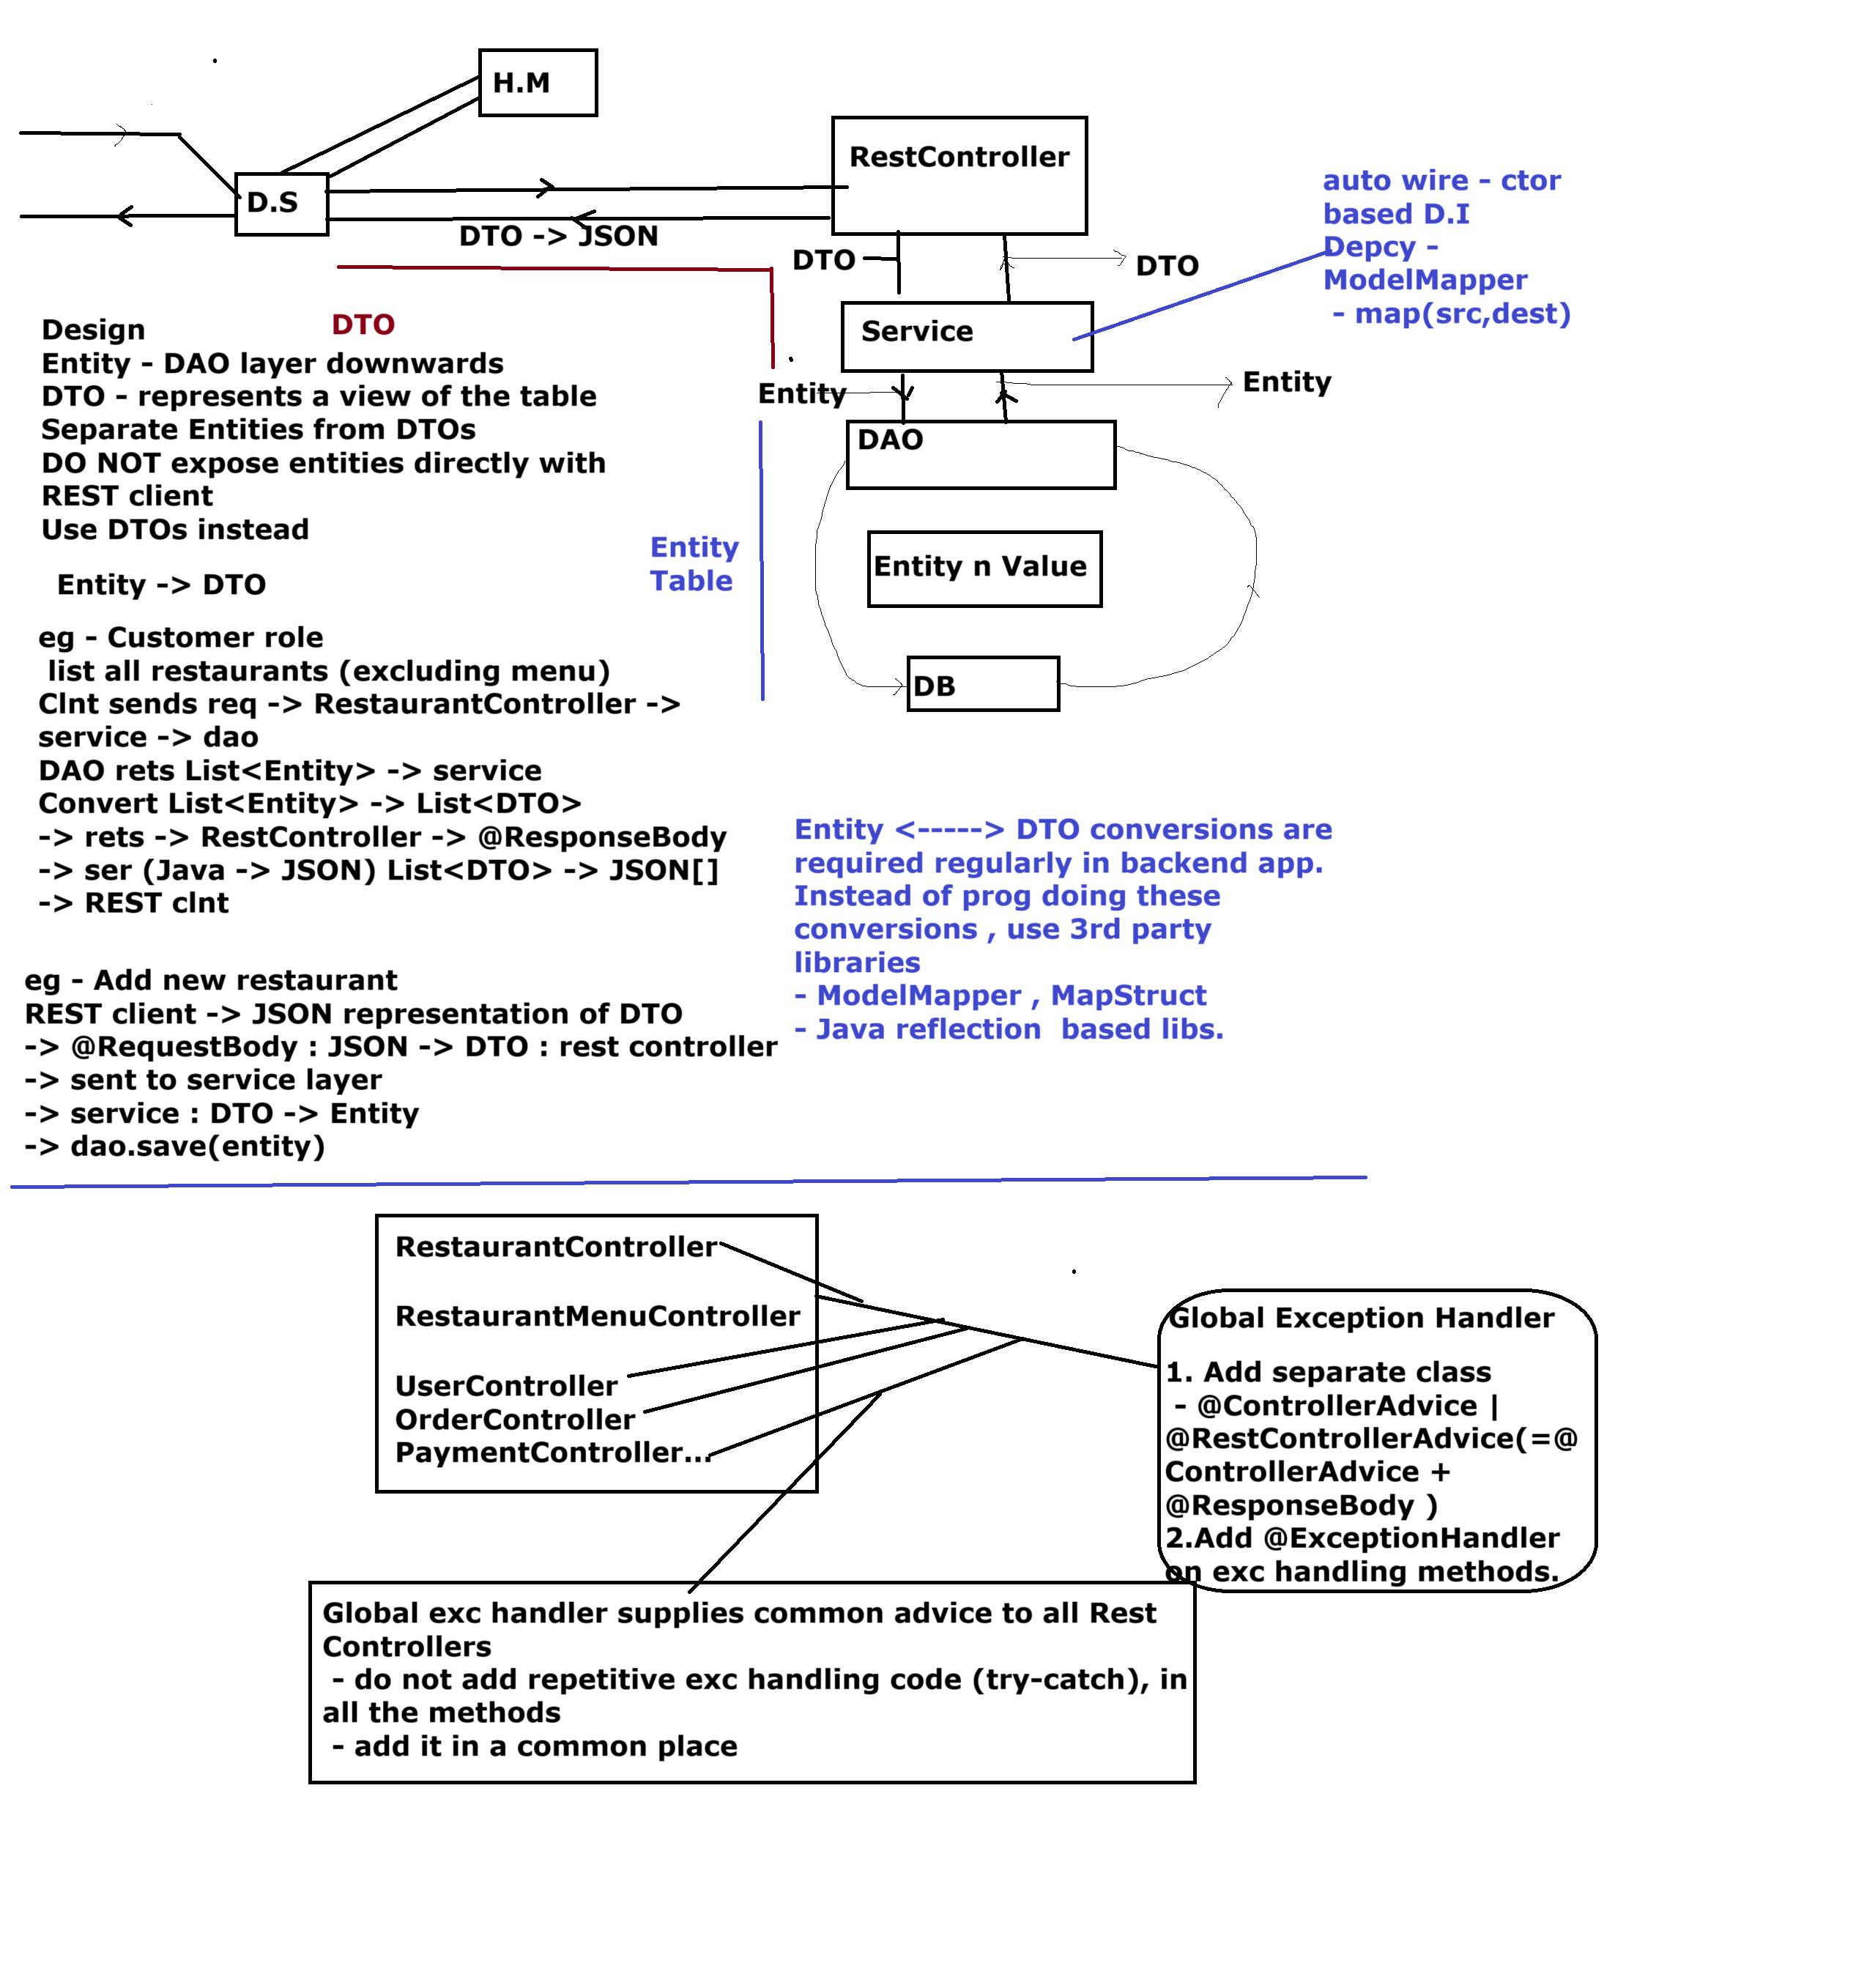 H.M
RestController
D.S
DTO -> JSON
auto wire - ctor
based D.I
Depcy -
ModelMapper
- map(src,dest)
DTO
DTO
Service
Entity
Entity
DAO
Entity n Value
DB
Entity
Table
DTO
Design
Entity - DAO layer downwards
DTO - represents a view of the table
Separate Entities from DTOs
DO NOT expose entities directly with
REST client
Use DTOs instead
Entity -> DTO
eg - Customer role
list all restaurants (excluding menu)
Clnt sends req -> RestaurantController ->
service -> dao
DAO rets List<Entity> -> service
Convert List<Entity> -> List<DTO>
-> rets -> RestController -> @ResponseBody
-> ser (Java -> JSON) List<DTO> -> JSON[]
-> REST clnt
Entity <-----> DTO conversions are
required regularly in backend app.
Instead of prog doing these
conversions , use 3rd party
libraries
- ModelMapper , MapStruct
- Java reflection  based libs.
eg - Add new restaurant
REST client -> JSON representation of DTO
-> @RequestBody : JSON -> DTO : rest controller
-> sent to service layer
-> service : DTO -> Entity
-> dao.save(entity)
RestaurantController
RestaurantMenuController
UserController
OrderController
PaymentController...
Global Exception Handler
1. Add separate class
- @ControllerAdvice |
@RestControllerAdvice(=@
ControllerAdvice +
@ResponseBody )
2.Add @ExceptionHandler
on exc handling methods.
Global exc handler supplies common advice to all Rest
Controllers
- do not add repetitive exc handling code (try-catch), in
all the methods
- add it in a common place